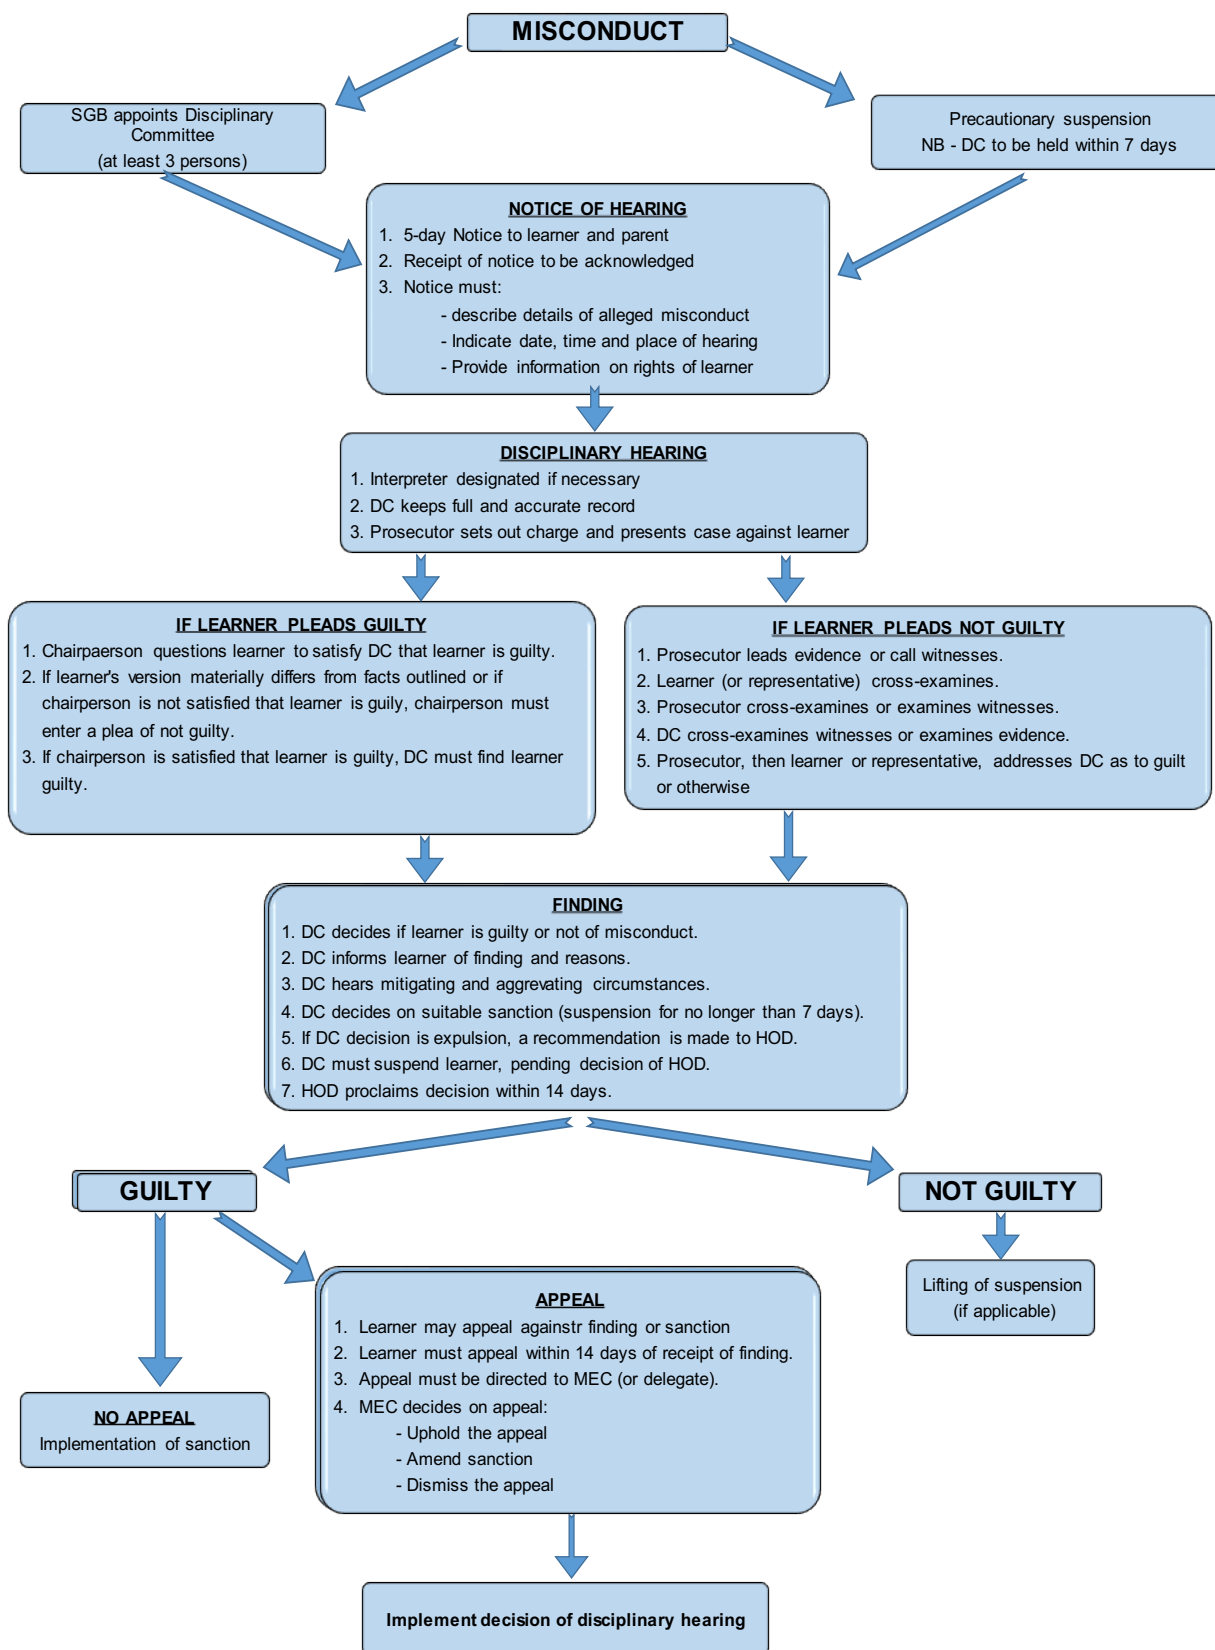 MISCONDUCT
SGB appoints Disciplinary
Committee
(at least 3 persons)
Precautionary suspension
NB - DC to be held within 7 days
NOTICE OF HEARING
1. 5-day Notice to learner and parent
2. Receipt of notice to be acknowledged
3. Notice must:
- describe details of alleged misconduct
- Indicate date, time and place of hearing
- Provide information on rights of learner
DISCIPLINARY HEARING
1. Interpreter designated if necessary
2. DC keeps full and accurate record
3. Prosecutor sets out charge and presents case against learner
IF LEARNER PLEADS GUILTY
1. Chairpaerson questions learner to satisfy DC that learner is guilty.
2. If learner's version materially differs from facts outlined or if
chairperson is not satisfied that learner is guily, chairperson must
enter a plea of not guilty.
3. If chairperson is satisfied that learner is guilty, DC must find learner
guilty.
IF LEARNER PLEADS NOT GUILTY
1. Prosecutor leads evidence or call witnesses.
2. Learner (or representative) cross-examines.
3. Prosecutor cross-examines or examines witnesses.
4. DC cross-examines witnesses or examines evidence.
5. Prosecutor, then learner or representative, addresses DC as to guilt
or otherwise
FINDING
1. DC decides if learner is guilty or not of misconduct.
2. DC informs learner of finding and reasons.
3. DC hears mitigating and aggrevating circumstances.
4. DC decides on suitable sanction (suspension for no longer than 7 days).
5. If DC decision is expulsion, a recommendation is made to HOD.
6. DC must suspend learner, pending decision of HOD.
7. HOD proclaims decision within 14 days.
GUILTY
NOT GUILTY
Lifting of suspension
(if applicable)
APPEAL
1. Learner may appeal againstr finding or sanction
2. Learner must appeal within 14 days of receipt of finding.
3. Appeal must be directed to MEC (or delegate).
4. MEC decides on appeal:
- Uphold the appeal
- Amend sanction
- Dismiss the appeal
NO APPEAL
Implementation of sanction
Implement decision of disciplinary hearing